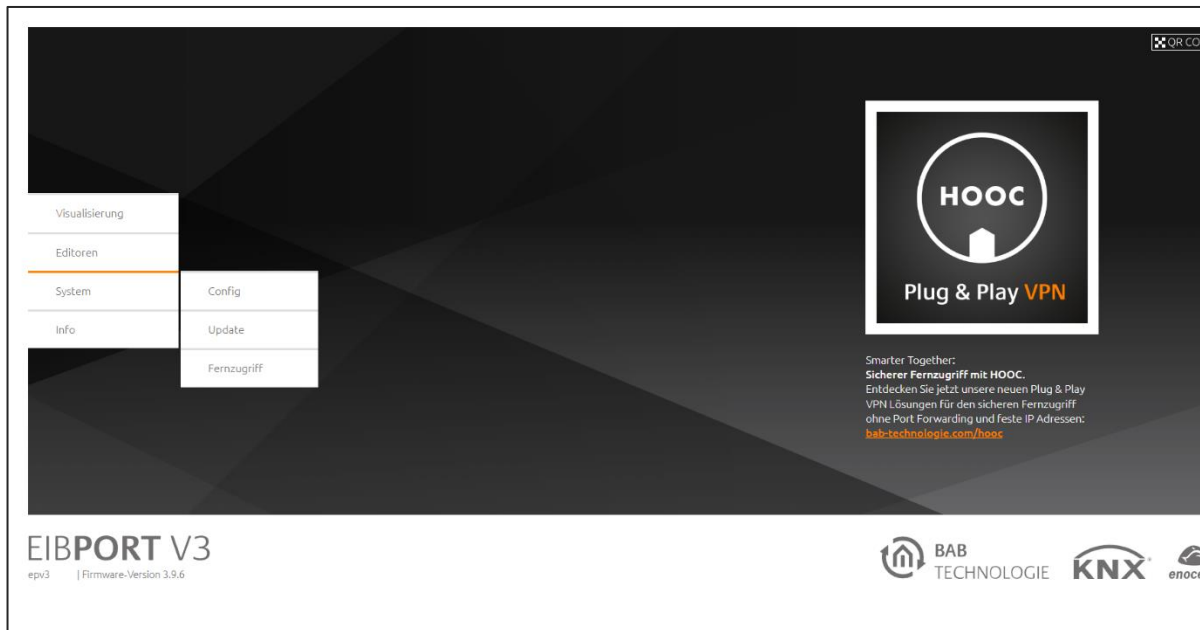 QR CO
HOOC
Plug & Play VPN
Visualisierung
Editoren
System
Info
Config
Update
Fernzugriff
Smarter Together:
Sicherer Fernzugriff mit HOOC.
Entdecken Sie jetzt unsere neuen Plug & Play
VPN Lösungen für den sicheren Fernzugriff
ohne Port Forwarding und feste IP Adressen:
bab-technologie.com/hooc
EIBPORT V3
epv3 | Firmware-Version 3.9.6
BAB
TECHNOLOGIE
KNX
enoce